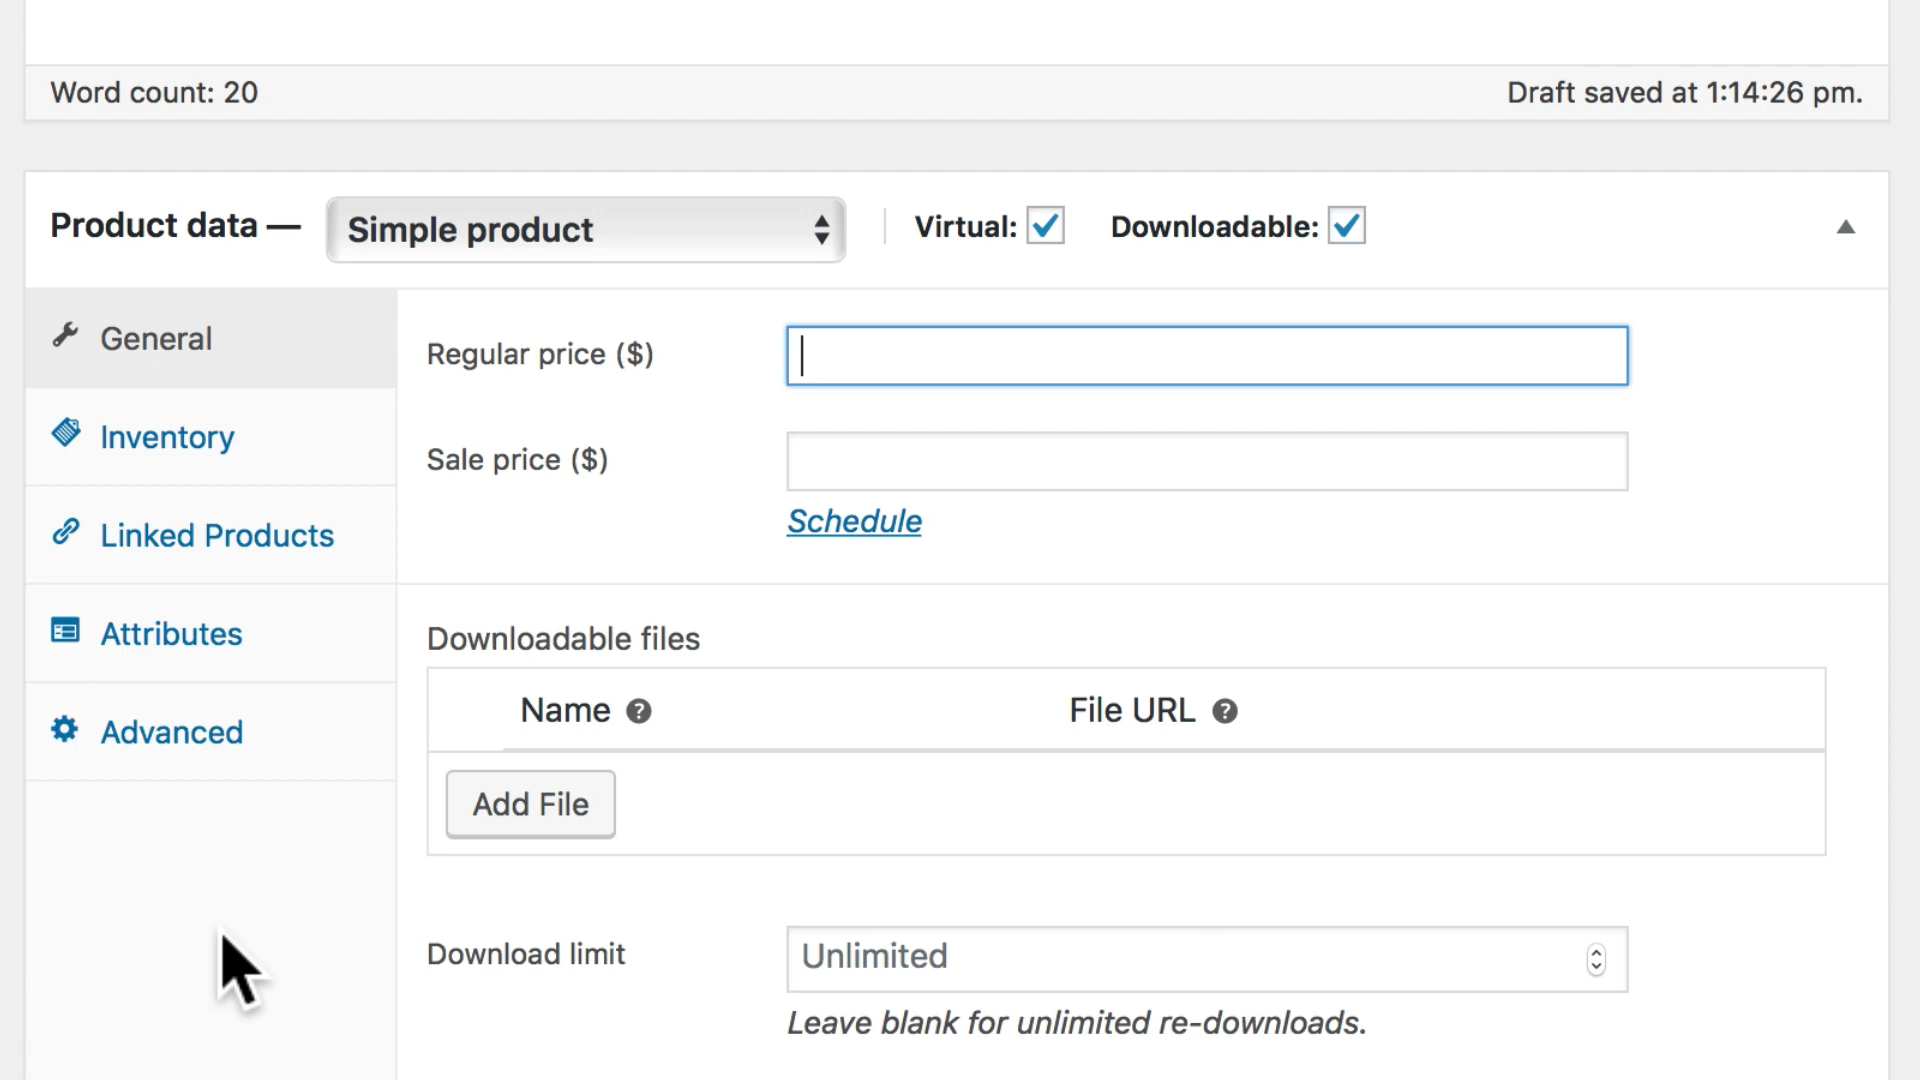 Word count: 20
Draft saved at 1:14:26 pm.
Product data —
Simple product
Virtual:
Downloadable:
General
Inventory
Linked Products
Attributes
Advanced
Regular price ($)
Sale price ($)
Schedule
Downloadable files
Name ?
File URL ?
Add File
Download limit
Unlimited
Leave blank for unlimited re-downloads.